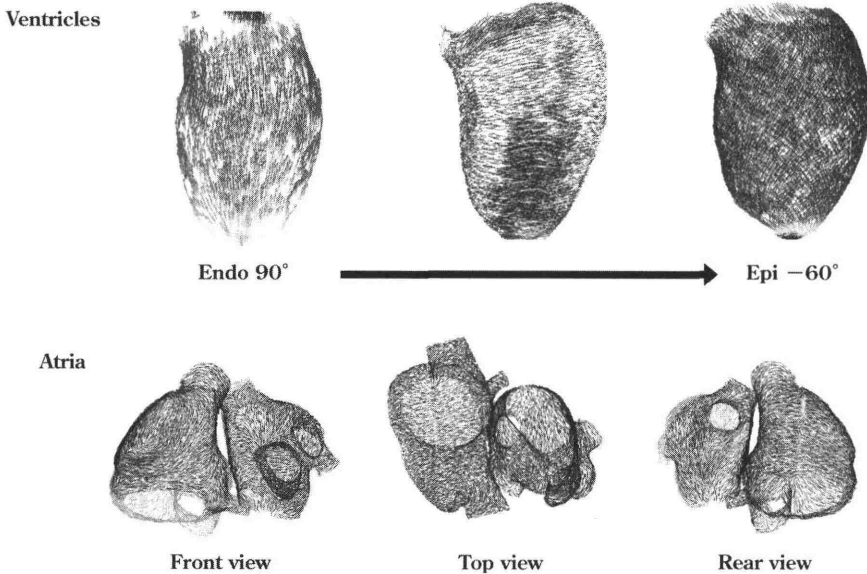 Ventricles
Endo 90°
Epi −60°
Atria
Front view
Top view
Rear view